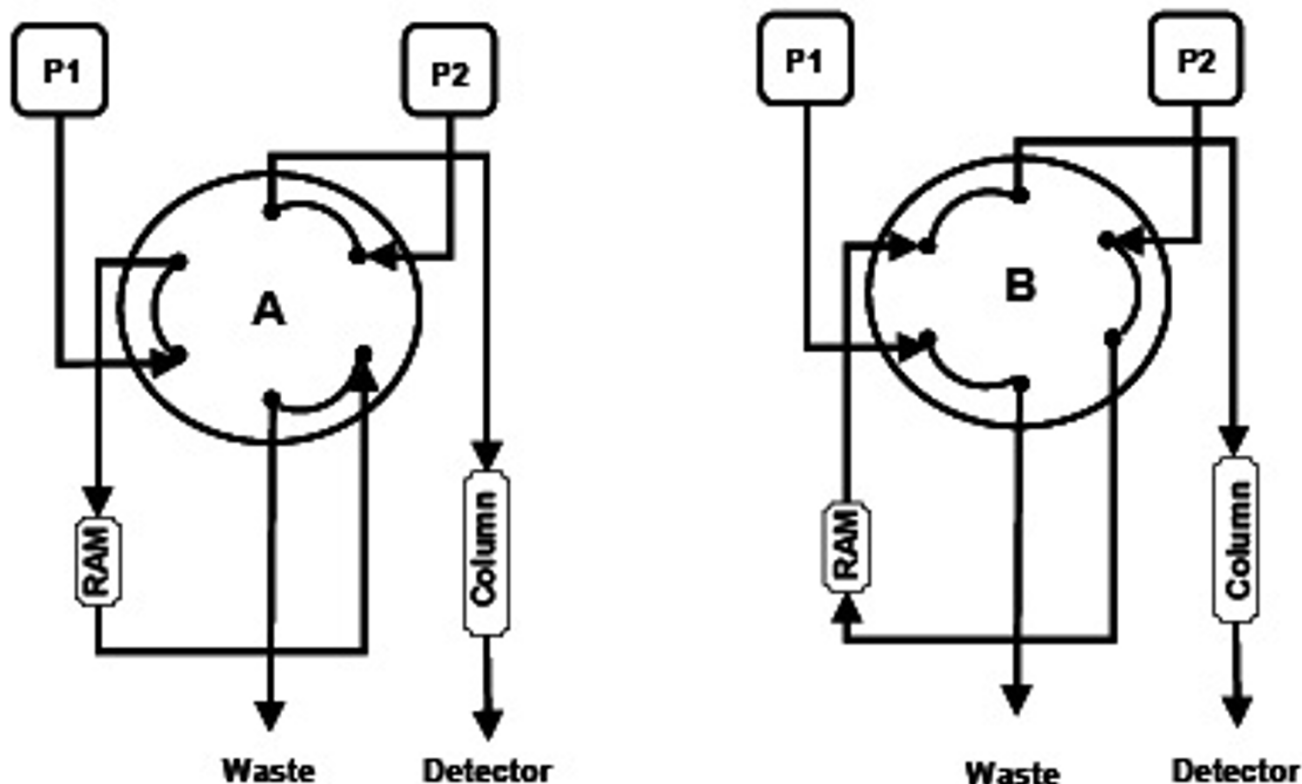 P1
P2
A
RAM
Column
Waste
Detector
P1
P2
B
RAM
Column
Waste
Detector